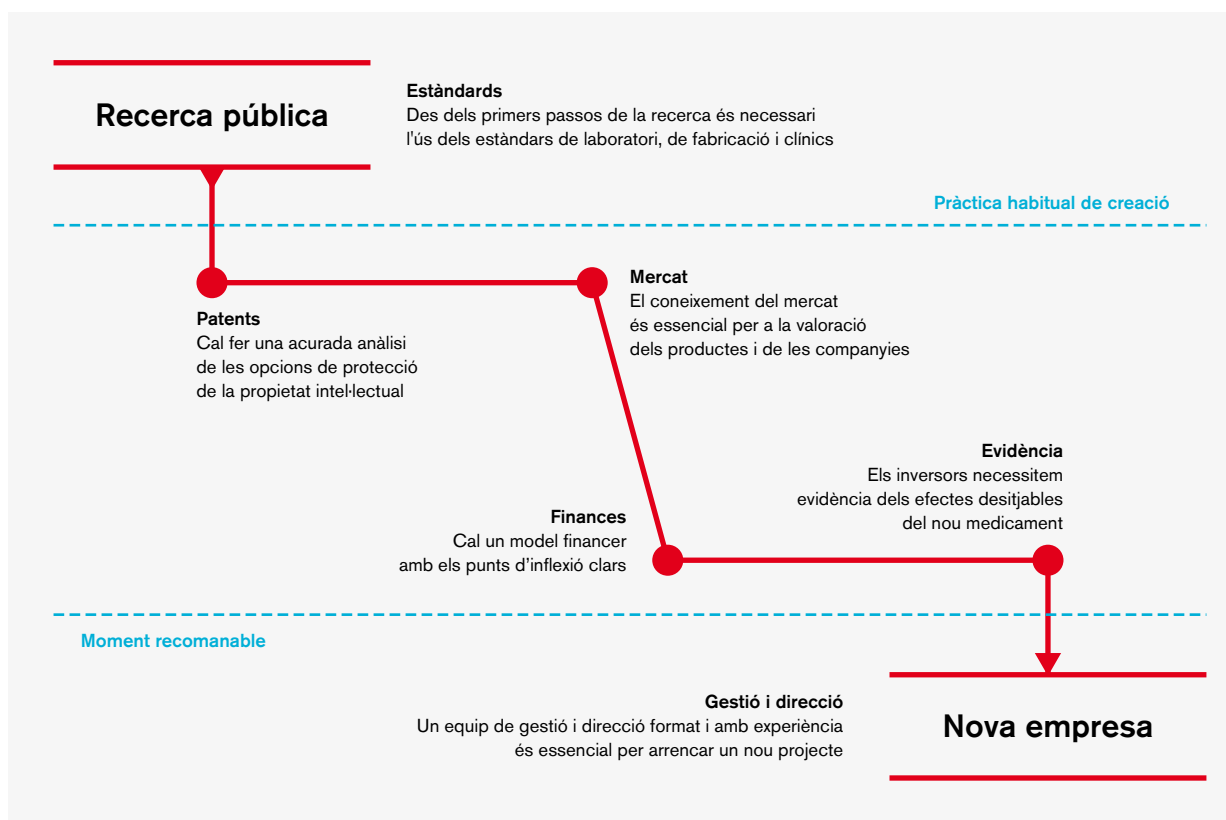 Recerca pública
Estàndards
Des dels primers passos de la recerca és necessari
l'ús dels estàndards de laboratori, de fabricació i clínics
Pràctica habitual de creació
Patents
Cal fer una acurada anàlisi
de les opcions de protecció
de la propietat intel·lectual
Mercat
El coneixement del mercat
és essencial per a la valoració
dels productes i de les companyies
Finances
Cal un model financer
amb els punts d’inflexió clars
Evidència
Els inversors necessitem
evidència dels efectes desitjables
del nou medicament
Moment recomanable
Gestió i direcció
Un equip de gestió i direcció format i amb experiència
és essencial per arrencar un nou projecte
Nova empresa